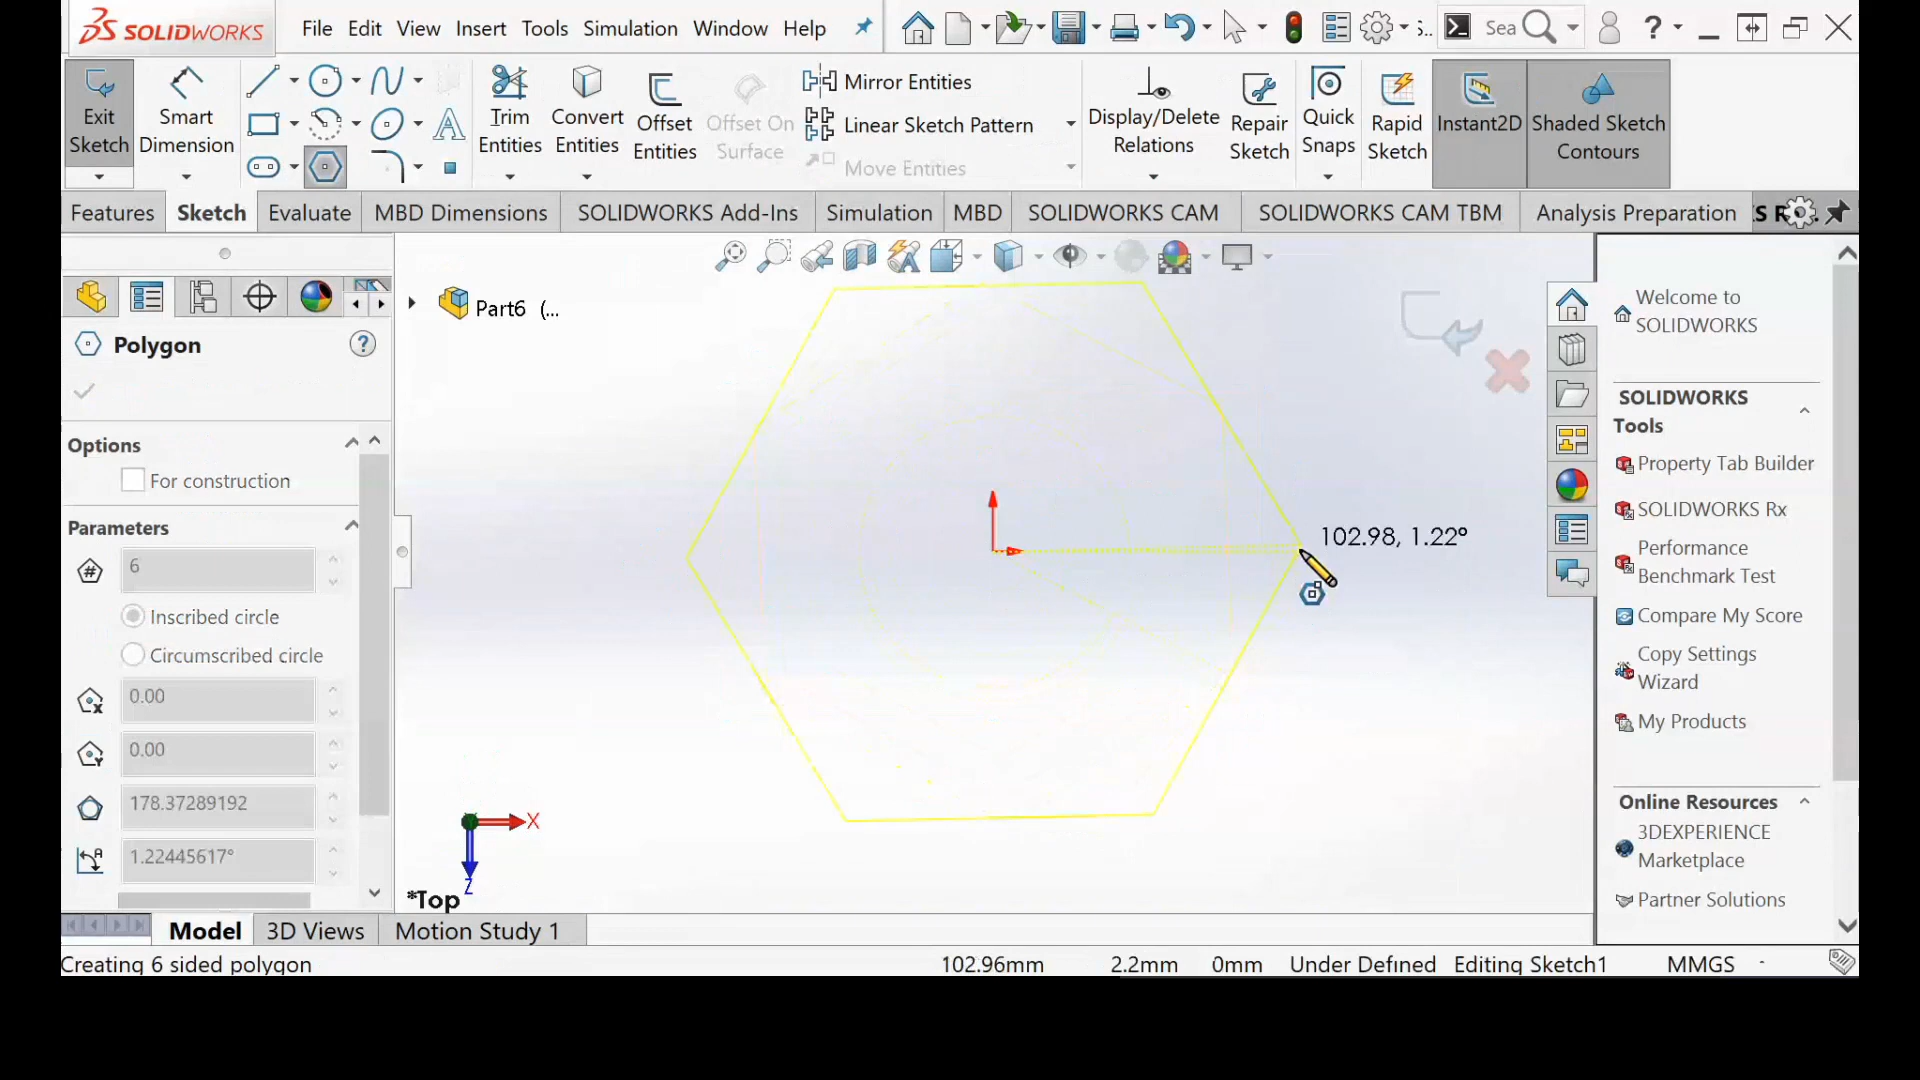 SOLIDWORKS File Edit View Insert Tools Simulation Window Help S.. Sea ?
Exit Sketch
Smart Dimension
Trim Entities
Convert Entities
Offset Entities
Offset On Surface
Mirror Entities
Linear Sketch Pattern
Move Entities
Display/Delete Relations
Repair Sketch
Quick Snaps
Rapid Sketch
Instant2D
Shaded Sketch Contours
Features Sketch Evaluate MBD Dimensions SOLIDWORKS Add-Ins Simulation MBD SOLIDWORKS CAM SOLIDWORKS CAM TBM Analysis Preparation
Part6 (...
Polygon
?
Options
For construction
Parameters
6
Inscribed circle
Circumscribed circle
0.00
0.00
178.37289192
1.22445617°
102.98, 1.22°
X
Z
*Top
Welcome to
SOLIDWORKS
SOLIDWORKS
Tools
Property Tab Builder
SOLIDWORKS Rx
Performance
Benchmark Test
Compare My Score
Copy Settings
Wizard
My Products
Online Resources
3DEXPERIENCE
Marketplace
Partner Solutions
Model 3D Views Motion Study 1
Creating 6 sided polygon 102.96mm 2.2mm 0mm Under Defined Editing Sketch1 MMGS -